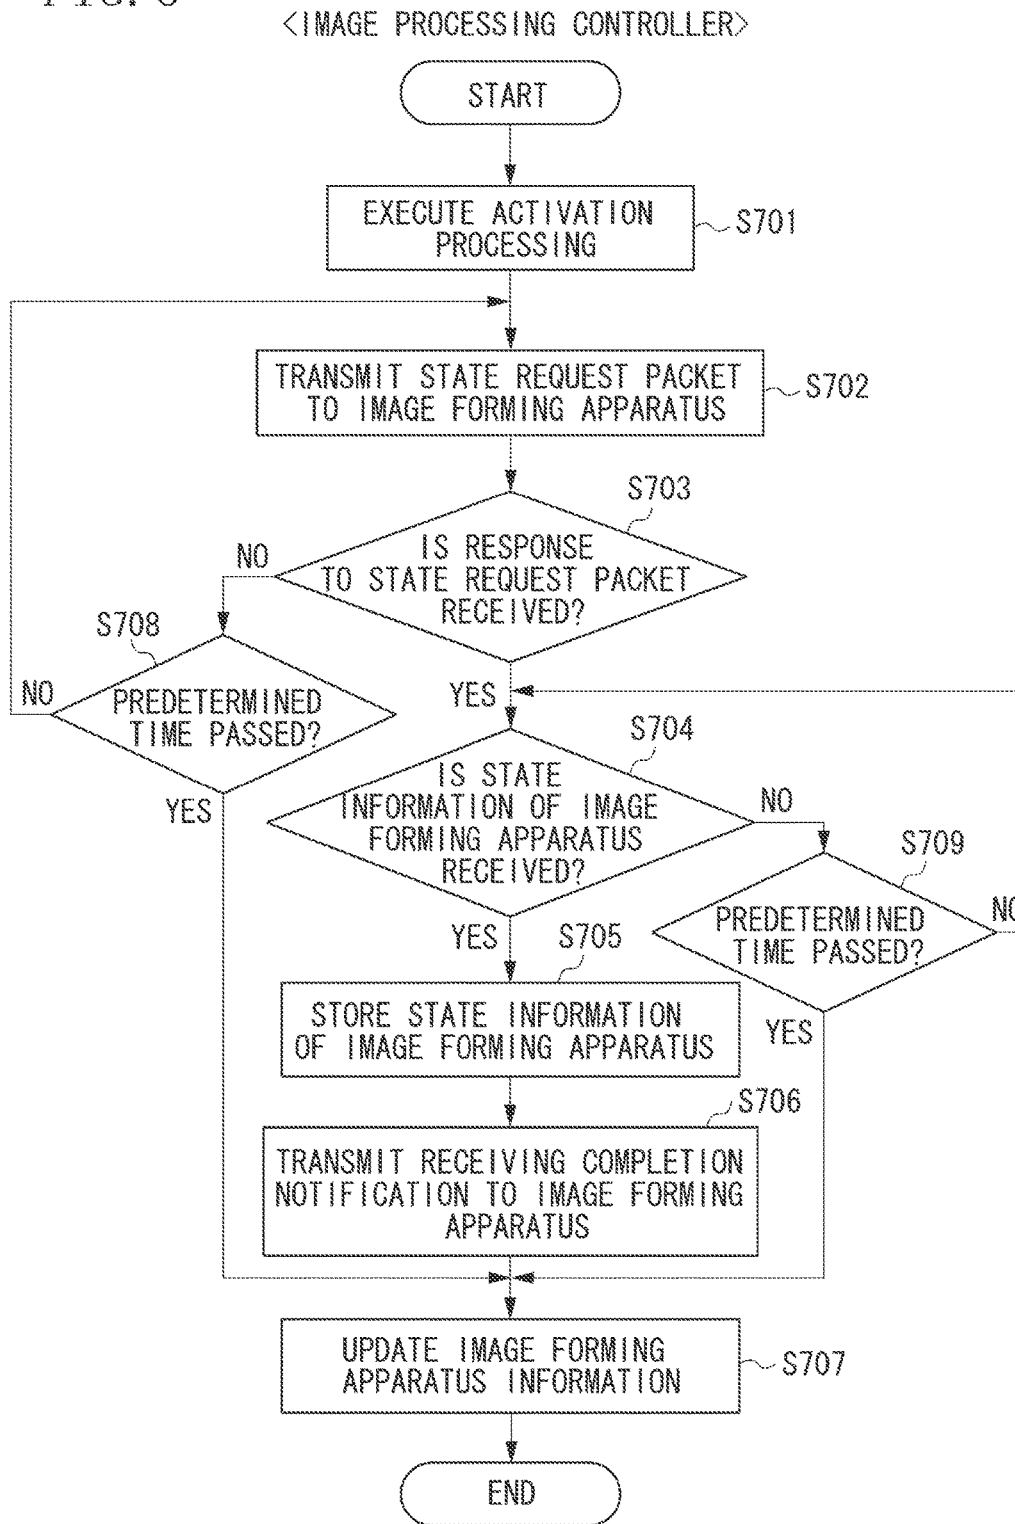 <IMAGE PROCESSING CONTROLLER>
START
EXECUTE ACTIVATION
PROCESSING
S701
TRANSMIT STATE REQUEST PACKET
TO IMAGE FORMING APPARATUS
S702
S703
IS RESPONSE
TO STATE REQUEST PACKET
RECEIVED?
NO
S708
PREDETERMINED
TIME PASSED?
NO
YES
YES
S704
IS STATE
INFORMATION OF IMAGE
FORMING APPARATUS
RECEIVED?
NO
S709
PREDETERMINED
TIME PASSED?
NO
YES
YES
S705
STORE STATE INFORMATION
OF IMAGE FORMING APPARATUS
S706
TRANSMIT RECEIVING COMPLETION
NOTIFICATION TO IMAGE FORMING
APPARATUS
UPDATE IMAGE FORMING
APPARATUS INFORMATION
S707
END